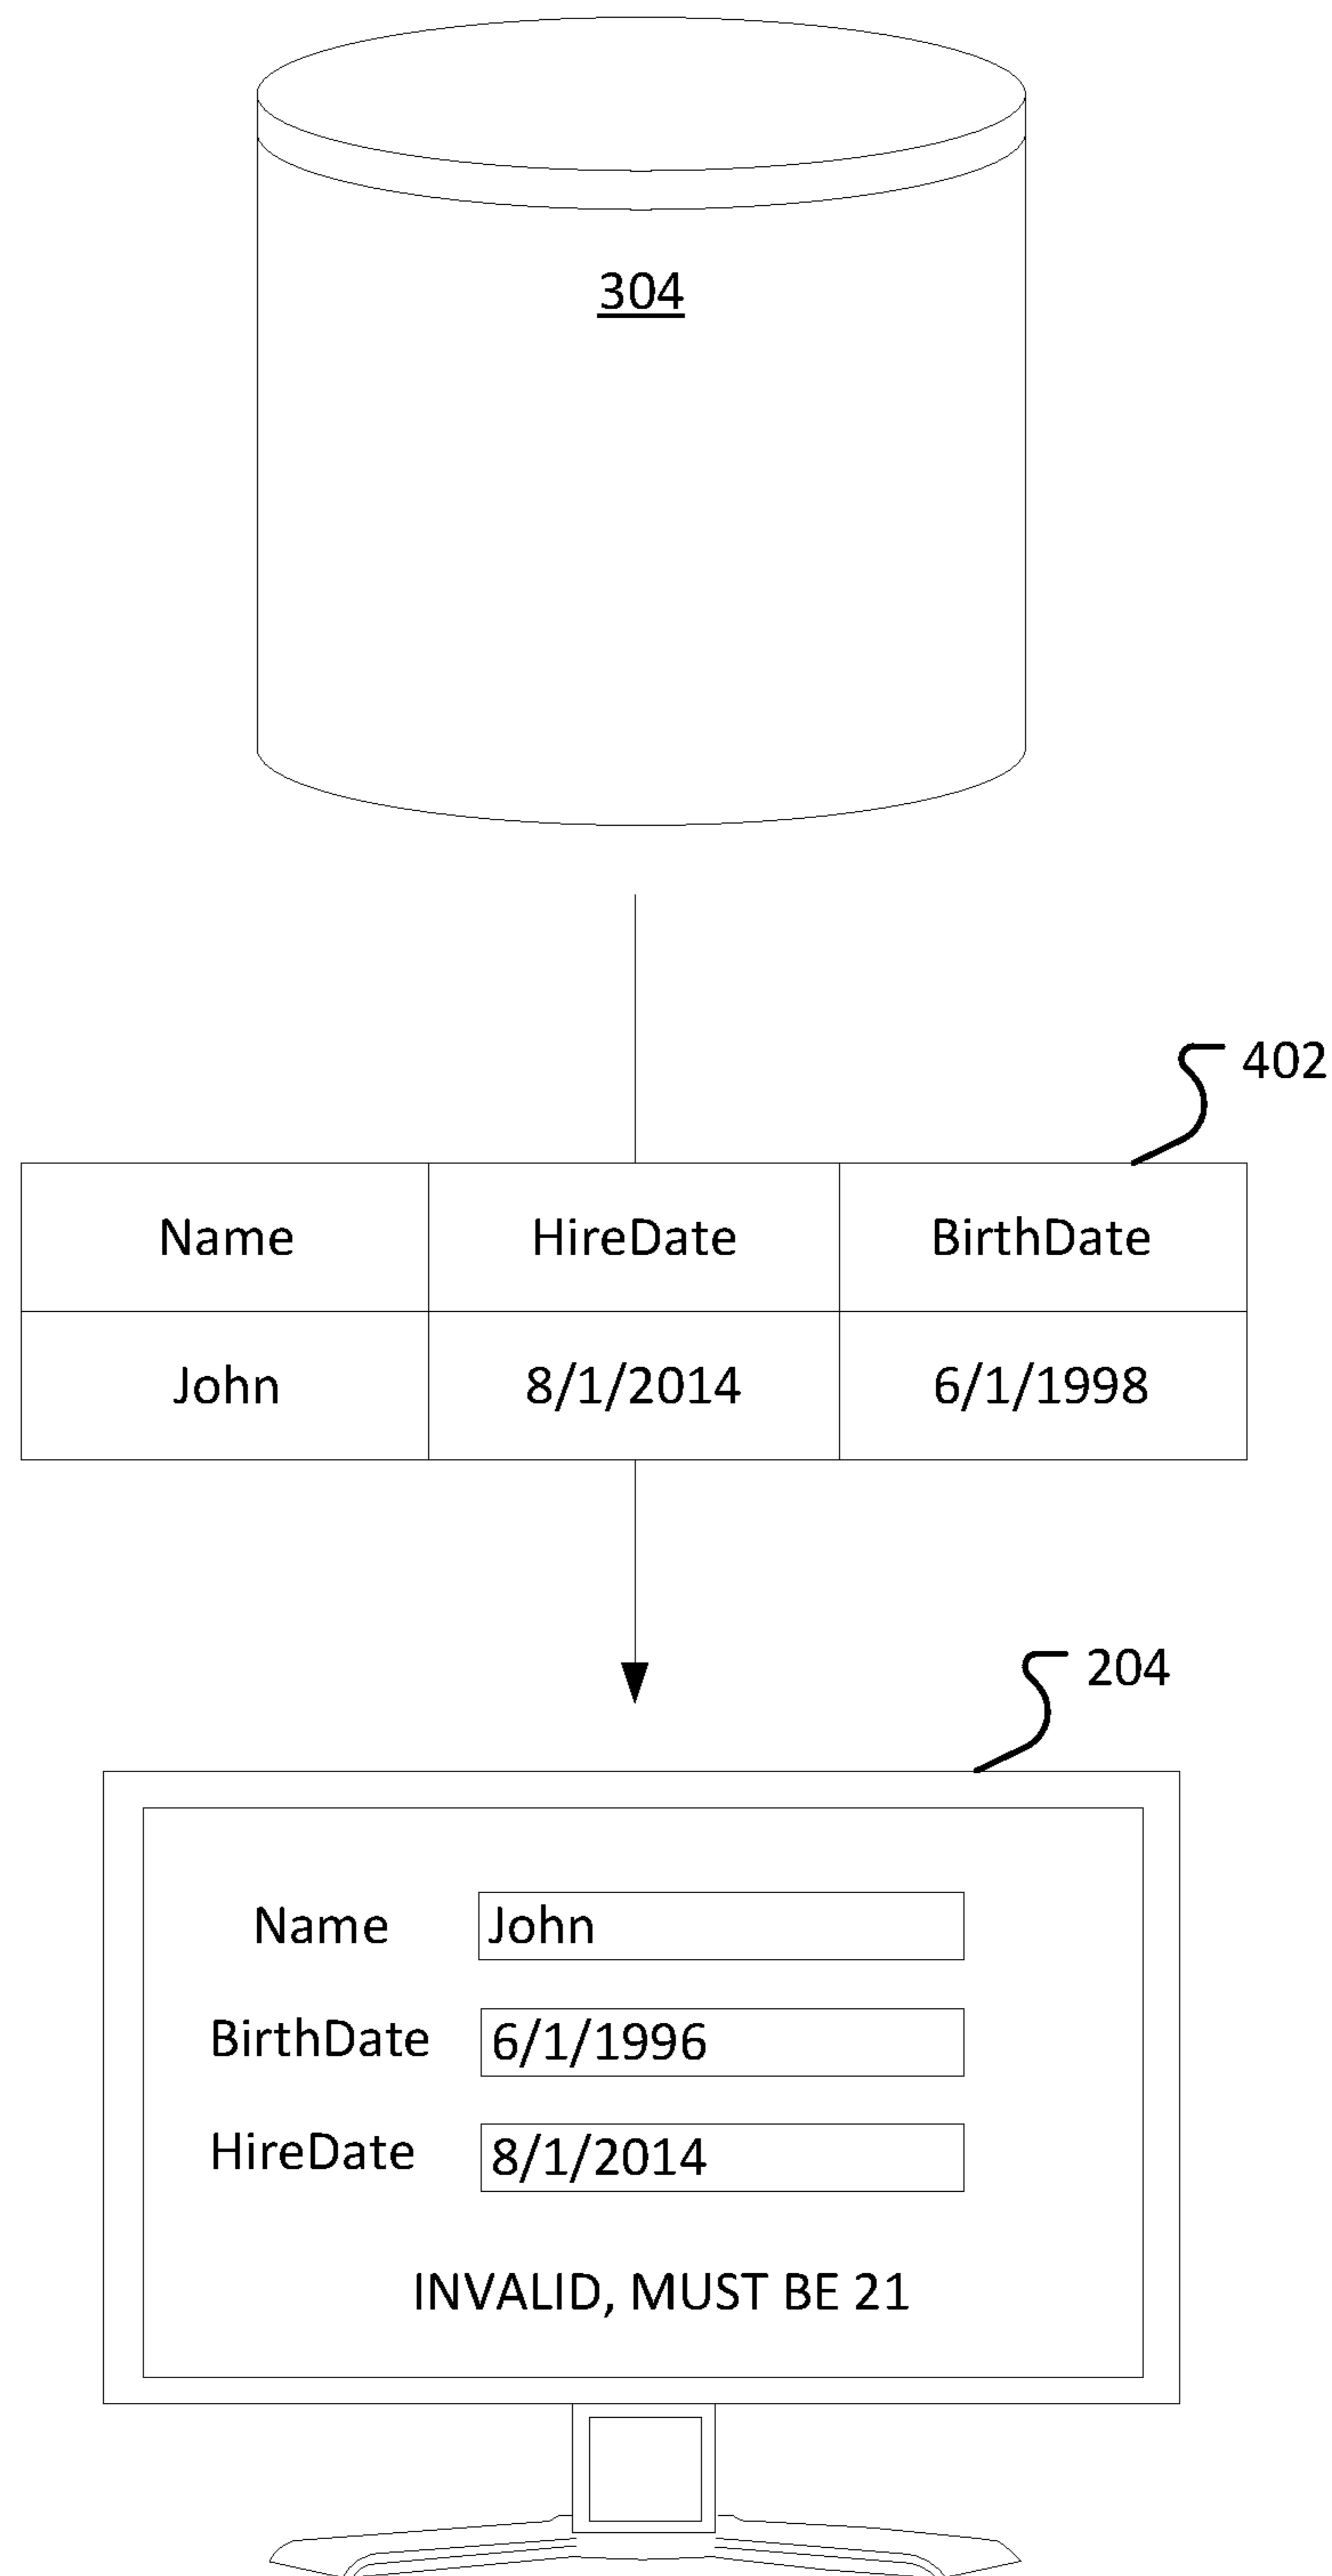 304
402
Name HireDate BirthDate
John 8/1/2014 6/1/1998
204
Name John
BirthDate 6/1/1996
HireDate 8/1/2014
INVALID, MUST BE 21